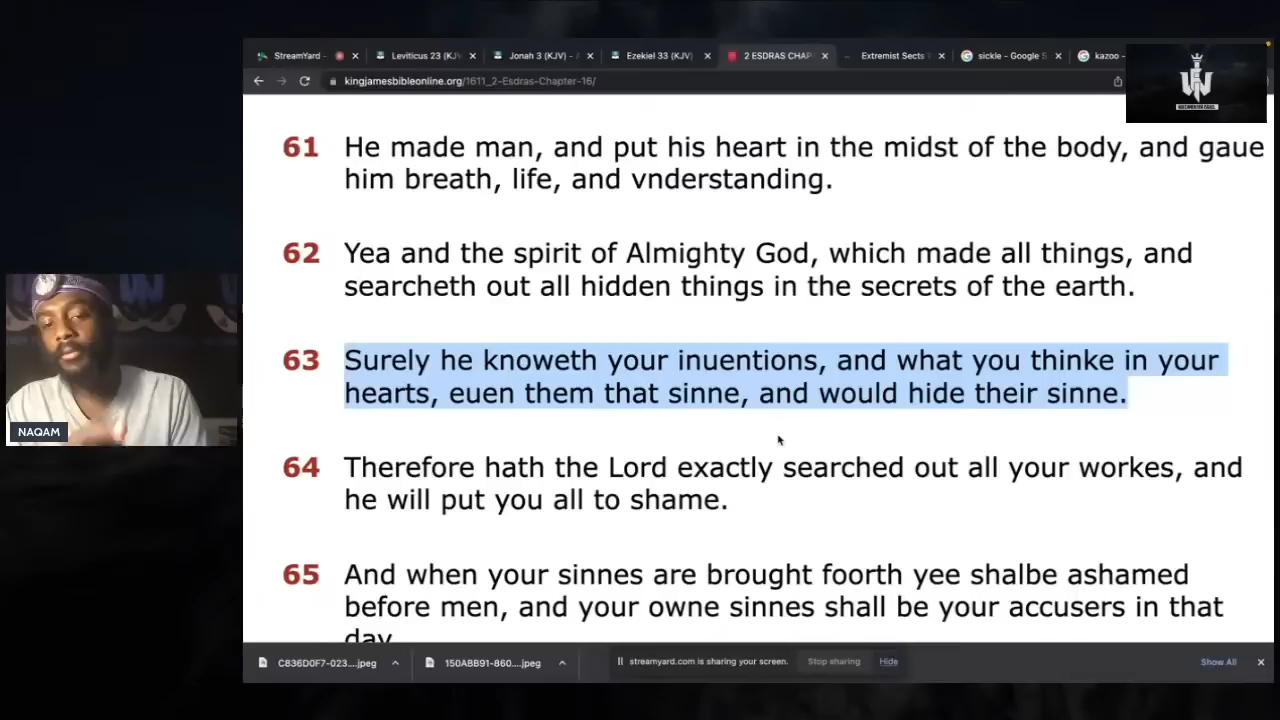 StreamYard -
Leviticus 23 (KJV
Jonah 3 (KJV) -
Ezekiel 33 (KJV)
2 ESDRAS CHAP
Extremist Sects
sickle - Google S
kazoo -
kingjamesbibleonline.org/1611_2-Esdras-Chapter-16/
61 He made man, and put his heart in the midst of the body, and gaue
him breath, life, and vnderstanding.
62 Yea and the spirit of Almighty God, which made all things, and
searcheth out all hidden things in the secrets of the earth.
63 Surely he knoweth your inuentions, and what you thinke in your
hearts, euen them that sinne, and would hide their sinne.
NAQAM
64 Therefore hath the Lord exactly searched out all your workes, and
he will put you all to shame.
65 And when your sinnes are brought foorth yee shalbe ashamed
before men, and your owne sinnes shall be your accusers in that
day
C836D0F7-023....jpeg
150ABB91-860....jpeg
streamyard.com is sharing your screen.
Stop sharing
Hide
Show All